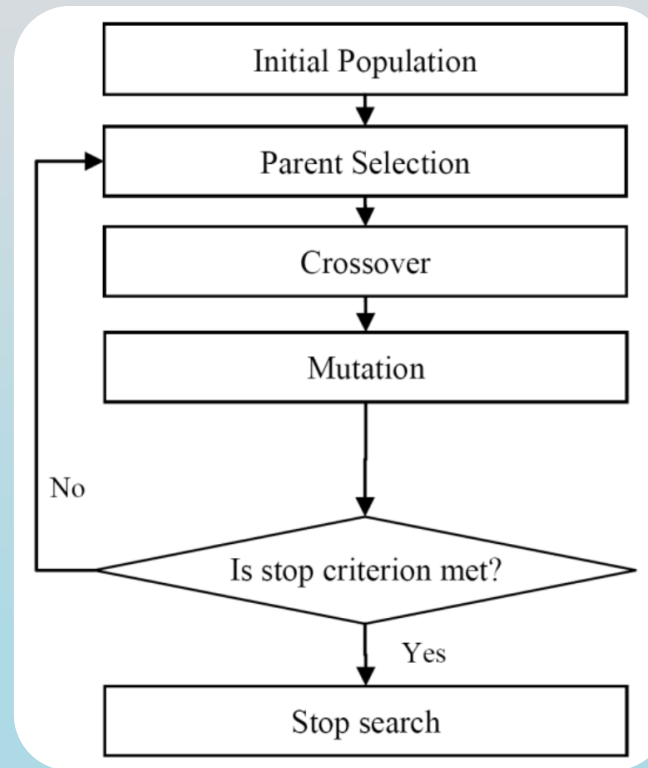 Initial Population
Parent Selection
Crossover
Mutation
No
Is stop criterion met?
Yes
Stop search